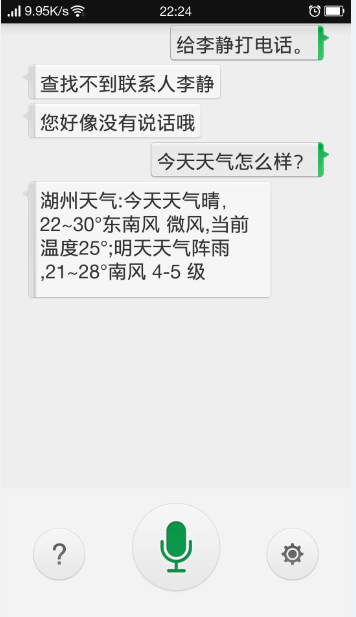 9.95K/s 22:24
给李静打电话。
查找不到联系人李静
您好像没有说话哦
今天天气怎么样?
湖州天气:今天天气晴,
22~30°东南风 微风,当前
温度25°;明天天气阵雨
,21~28°南风 4-5 级
?